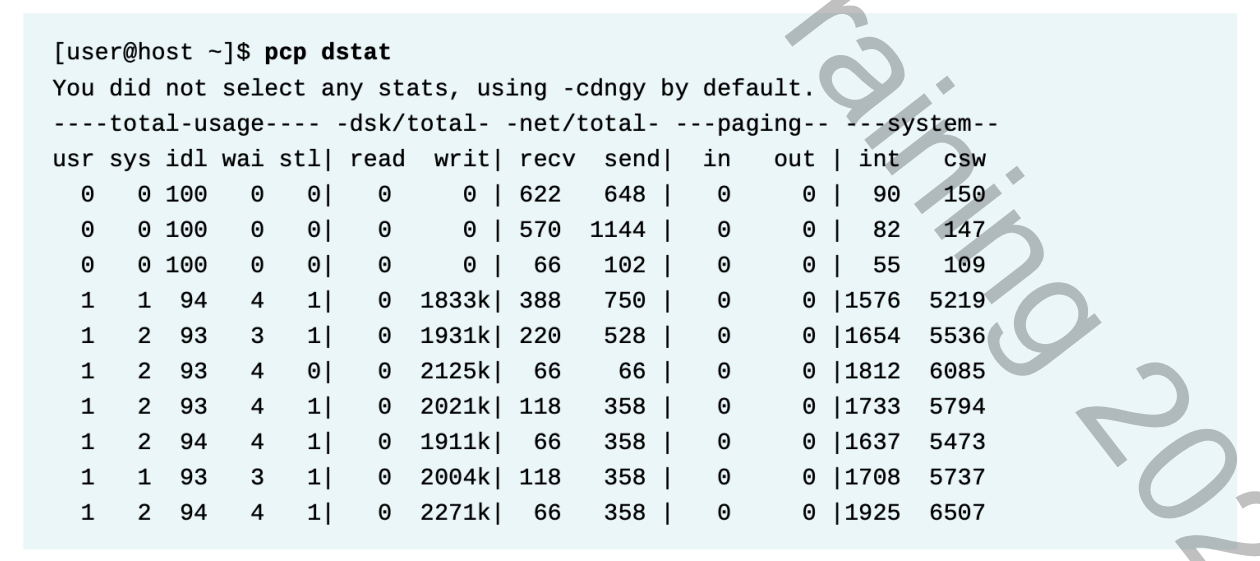 [user@host ~]$ pcp dstat
You did not select any stats, using -cdngy by default.
----total-usage---- -dsk/total- -net/total- ---paging-- ---system--
usr sys idl wai stl| read  writ| recv  send|  in   out | int   csw
  0   0 100   0   0|   0     0 | 622   648 |   0     0 |  90   150
  0   0 100   0   0|   0     0 | 570  1144 |   0     0 |  82   147
  0   0 100   0   0|   0     0 |  66   102 |   0     0 |  55   109
  1   1  94   4   1|   0  1833k| 388   750 |   0     0 |1576  5219
  1   2  93   3   1|   0  1931k| 220   528 |   0     0 |1654  5536
  1   2  93   4   0|   0  2125k|  66    66 |   0     0 |1812  6085
  1   2  93   4   1|   0  2021k| 118   358 |   0     0 |1733  5794
  1   2  94   4   1|   0  1911k|  66   358 |   0     0 |1637  5473
  1   1  93   3   1|   0  2004k| 118   358 |   0     0 |1708  5737
  1   2  94   4   1|   0  2271k|  66   358 |   0     0 |1925  6507
raining 202